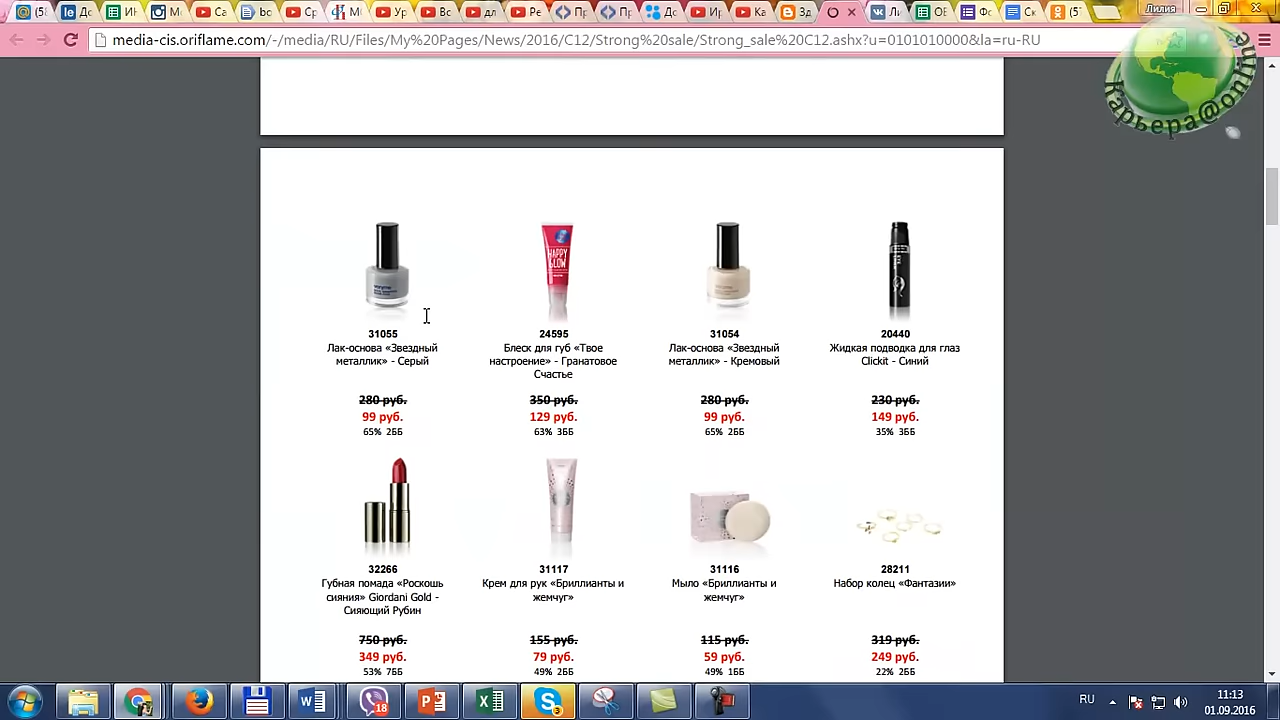 Лилия
media-cis.oriflame.com/-/media/RU/Files/My%20Pages/News/2016/C12/Strong%20sale/Strong_sale%20C12.ashx?u=0101010000&la=ru-RU
Карьера@online
HAPPY
GLOW
31055
Лак-основа «Звездный
металлик» - Серый
280 руб.
99 руб.
65% 2ББ
24595
Блеск для губ «Твое
настроение» - Гранатовое
Счастье
350 руб.
129 руб.
63% 3ББ
31054
Лак-основа «Звездный
металлик» - Кремовый
280 руб.
99 руб.
65% 2ББ
20440
Жидкая подводка для глаз
Clickit - Синий
230 руб.
149 руб.
35% 3ББ
32266
Губная помада «Роскошь
сияния» Giordani Gold -
Сияющий Рубин
750 руб.
349 руб.
53% 7ББ
31117
Крем для рук «Бриллианты и
жемчуг»
155 руб.
79 руб.
49% 2ББ
31116
Мыло «Бриллианты и
жемчуг»
115 руб.
59 руб.
49% 1ББ
28211
Набор колец «Фантазии»
319 руб.
249 руб.
22% 2ББ
18
3
RU
11:13
01.09.2016